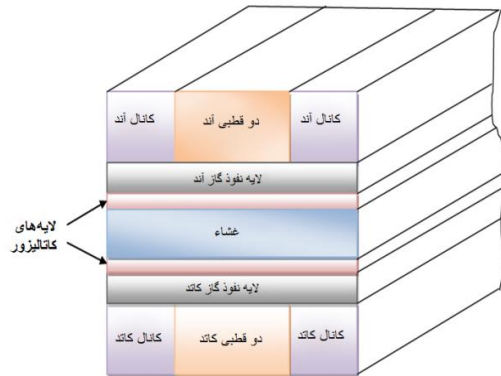 کانال آند
دو قطبی آند
کانال آند
لایه نفوذ گاز آند
لایه‌های
کاتالیزور
غشاء
لایه نفوذ گاز کاتد
کانال کاتد
دو قطبی کاتد
کانال کاتد